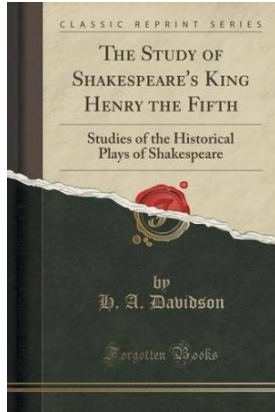 CLASSIC REPRINT SERIES
THE STUDY OF
SHAKESPEARE'S KING
HENRY THE FIFTH
Studies of the Historical
Plays of Shakespeare
by
H. A. Davidson
Forgotten Books